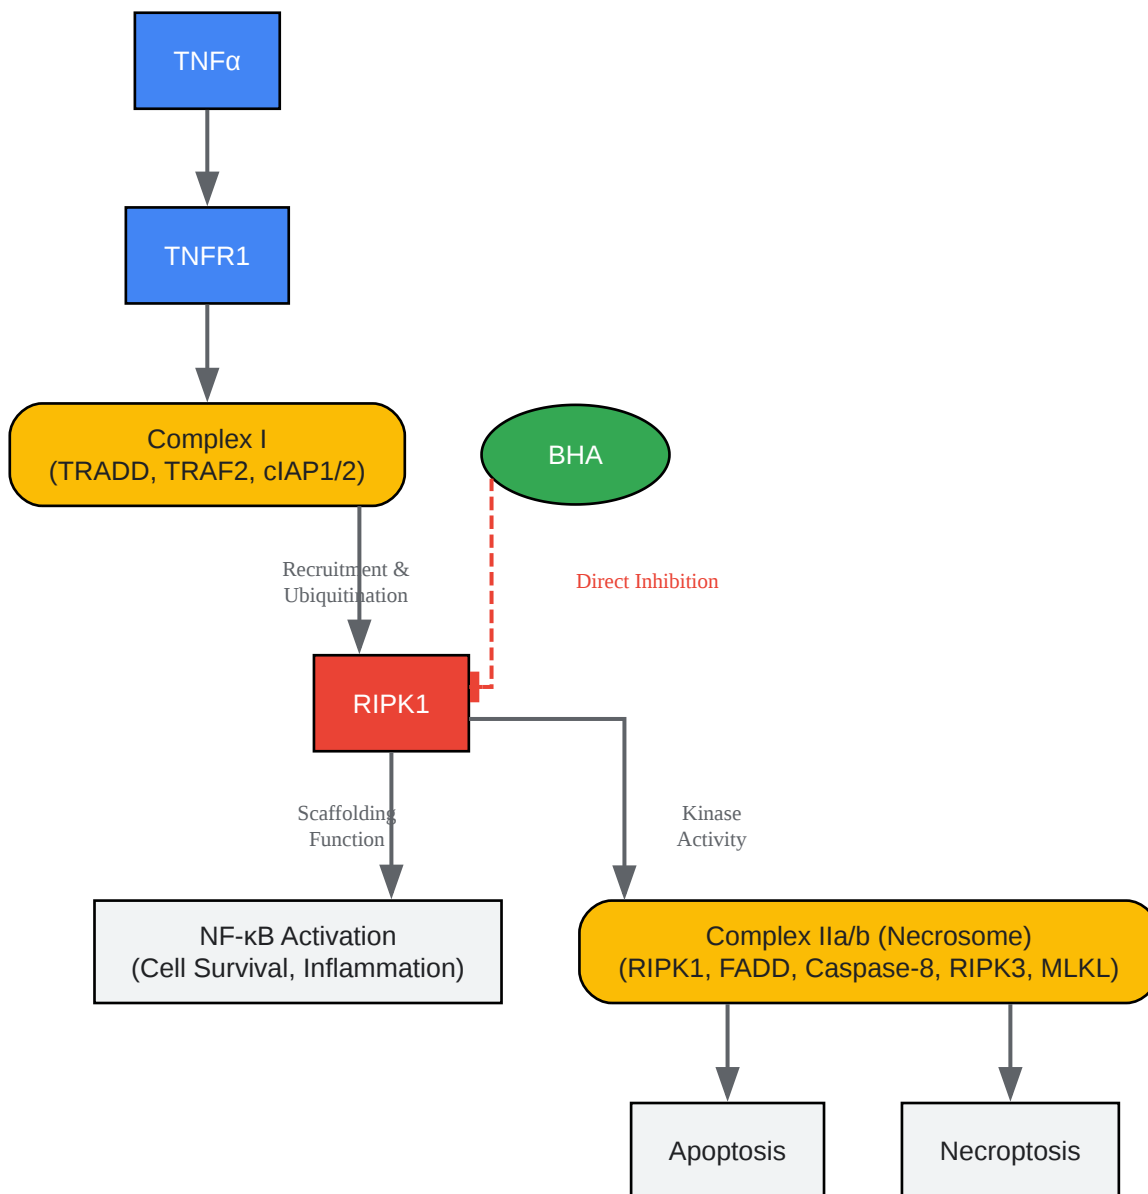 TNFα
TNFR1
Complex I
(TRADD, TRAF2, cIAP1/2)
BHA
Recruitment &
Ubiquitination
Direct Inhibition
RIPK1
Scaffolding
Function
Kinase
Activity
NF-κB Activation
(Cell Survival, Inflammation)
Complex IIa/b (Necrosome)
(RIPK1, FADD, Caspase-8, RIPK3, MLKL)
Apoptosis
Necroptosis